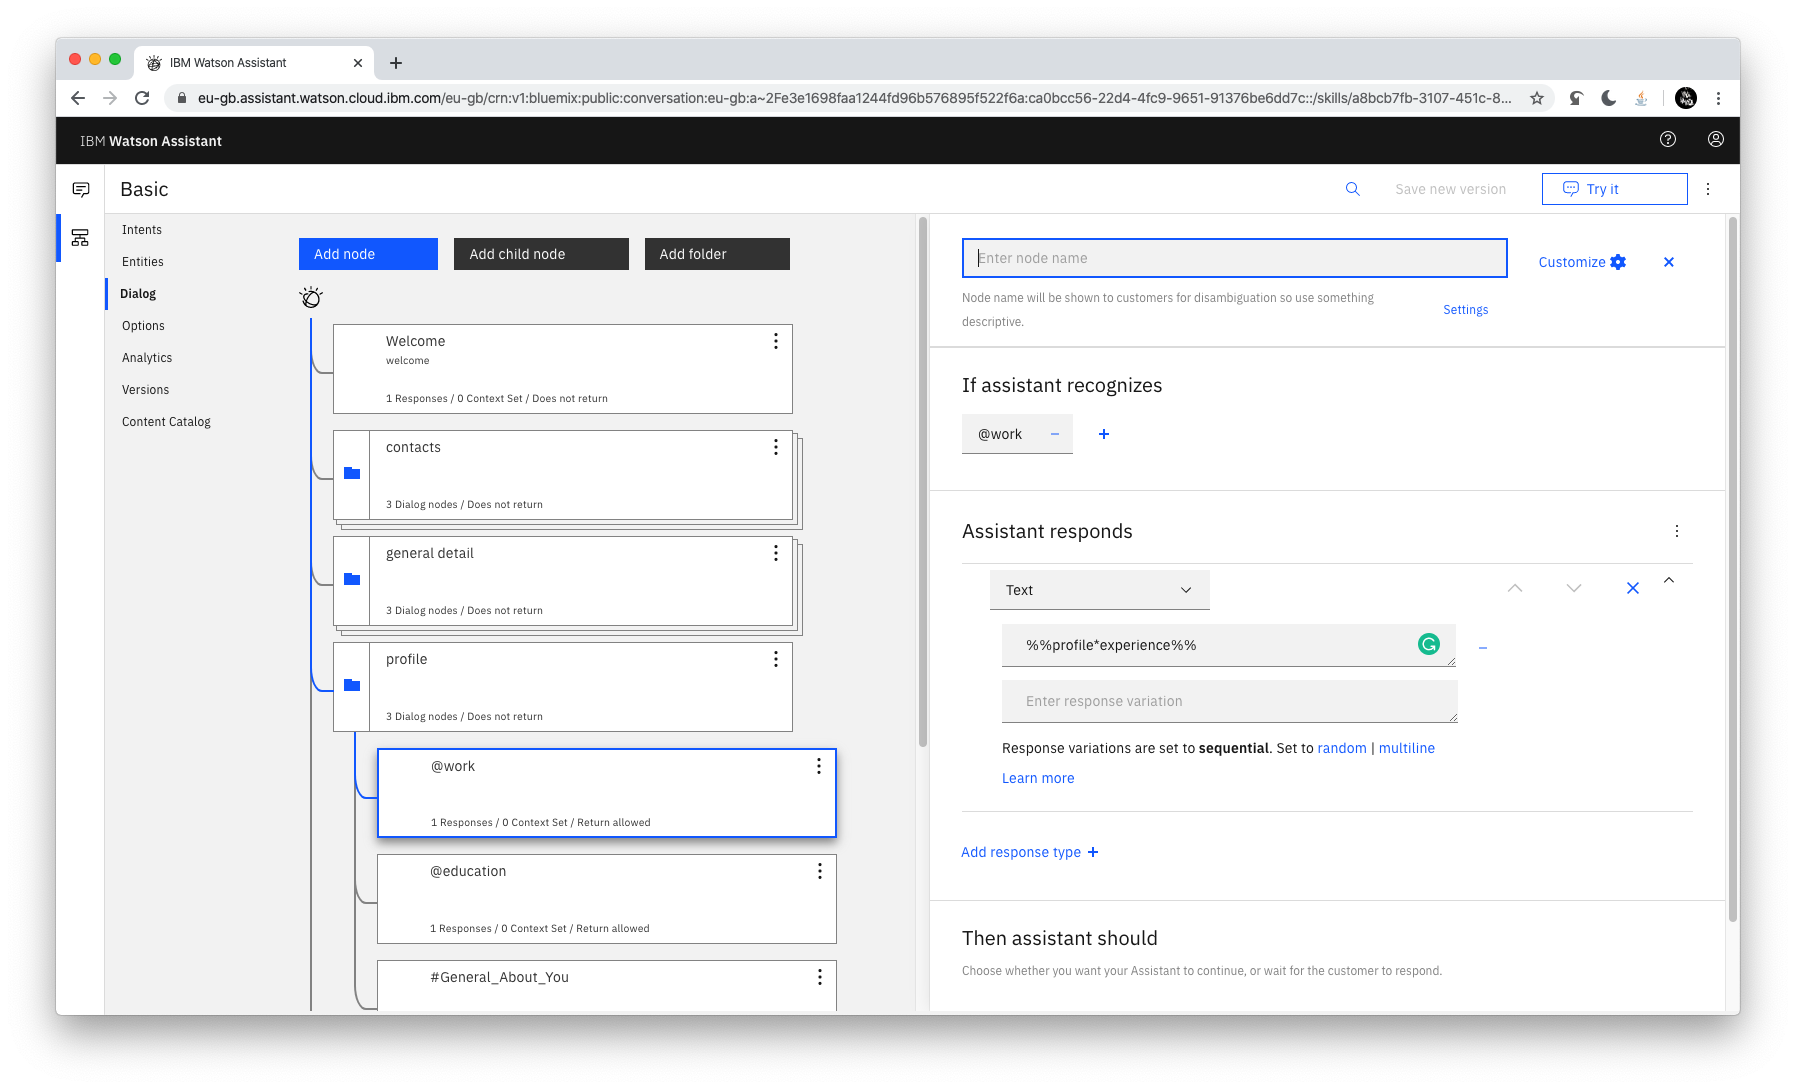 IBM Watson Assistant
eu-gb.assistant.watson.cloud.ibm.com/eu-gb/crn:v1:bluemix:public:conversation:eu-gb:a~2Fe3e1698faa1244fd96b576895f522f6a:ca0bcc56-22d4-4fc9-9651-91376be6dd7c::/skills/a8bcb7fb-3107-451c-8...
IBM Watson Assistant
Basic
Save new version
Try it
Intents
Entities
Dialog
Options
Analytics
Versions
Content Catalog
Add node
Add child node
Add folder
Welcome
welcome
1 Responses / 0 Context Set / Does not return
contacts
3 Dialog nodes / Does not return
general detail
3 Dialog nodes / Does not return
profile
3 Dialog nodes / Does not return
@work
1 Responses / 0 Context Set / Return allowed
@education
1 Responses / 0 Context Set / Return allowed
#General_About_You
Enter node name
Customize
Node name will be shown to customers for disambiguation so use something
descriptive.
Settings
If assistant recognizes
@work
Assistant responds
Text
%%profile*experience%%
Enter response variation
Response variations are set to sequential. Set to random | multiline
Learn more
Add response type +
Then assistant should
Choose whether you want your Assistant to continue, or wait for the customer to respond.